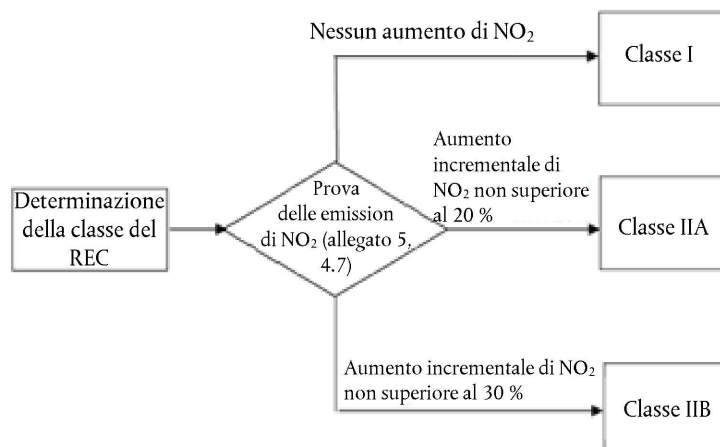 Nessun aumento di NO₂
Classe I
Aumento
incrementale di
NO₂ non superiore
al 20 %
Determinazione
della classe del
REC
Prova
delle emission
di NO₂ (allegato 5,
4.7)
Classe IIA
Aumento incrementale di NO₂
non superiore al 30 %
Classe IIB